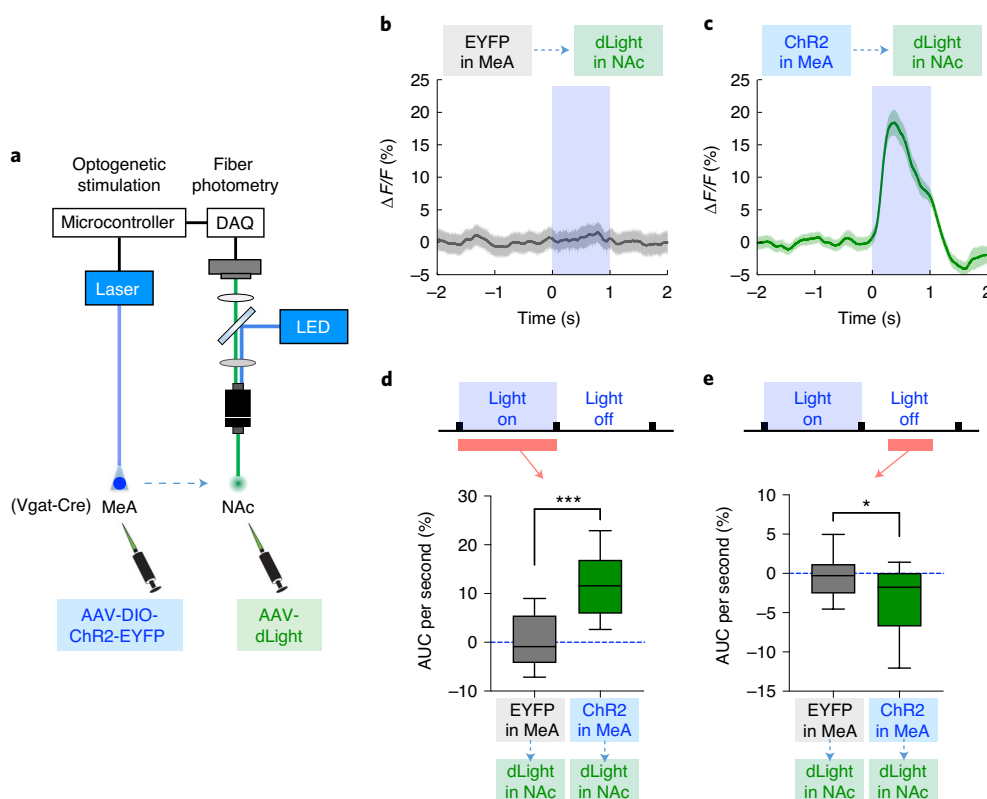 a
Optogenetic
stimulation
Fiber
photometry
Microcontroller
DAQ
Laser
LED
(Vgat-Cre)
MeA
NAc
AAV-DIO-
ChR2-EYFP
AAV-
dLight
b
EYFP
in MeA
dLight
in NAc
25
20
15
10
5
0
−5
ΔF/F (%)
−2
−1
0
1
2
Time (s)
c
ChR2
in MeA
dLight
in NAc
25
20
15
10
5
0
−5
ΔF/F (%)
−2
−1
0
1
2
Time (s)
d
Light
on
Light
off
30
20
10
0
−10
AUC per second (%)
***
EYFP
in MeA
ChR2
in MeA
dLight
in NAc
dLight
in NAc
e
Light
on
Light
off
10
5
0
−5
−10
−15
AUC per second (%)
*
EYFP
in MeA
ChR2
in MeA
dLight
in NAc
dLight
in NAc